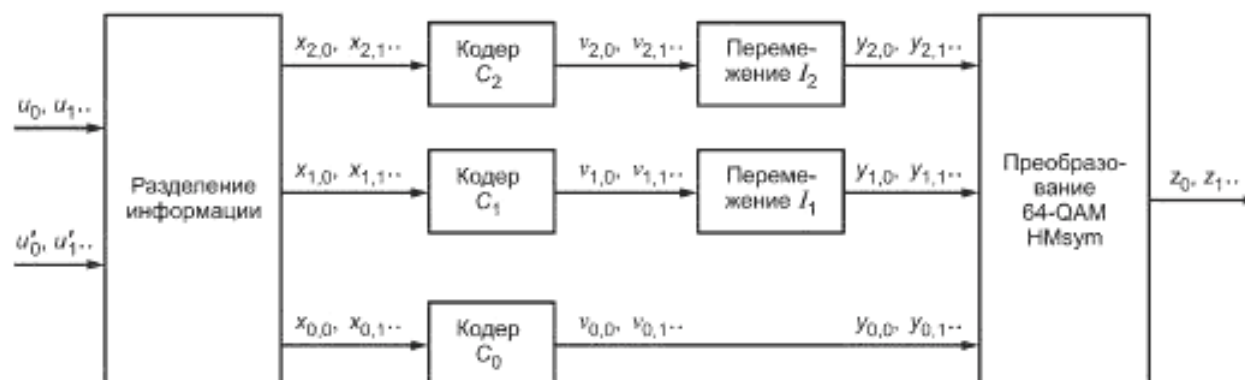 x2,0, x2,1..
Кодер
C2
v2,0, v2,1..
Переме-
жение I2
y2,0, y2,1..
u0, u1..
Разделение
информации
x1,0, x1,1..
Кодер
C1
v1,0, v1,1..
Переме-
жение I1
y1,0, y1,1..
Преобразо-
вание
64-QAM
HMsym
z0, z1..
u'0, u'1..
x0,0, x0,1..
Кодер
C0
v0,0, v0,1..
y0,0, y0,1..